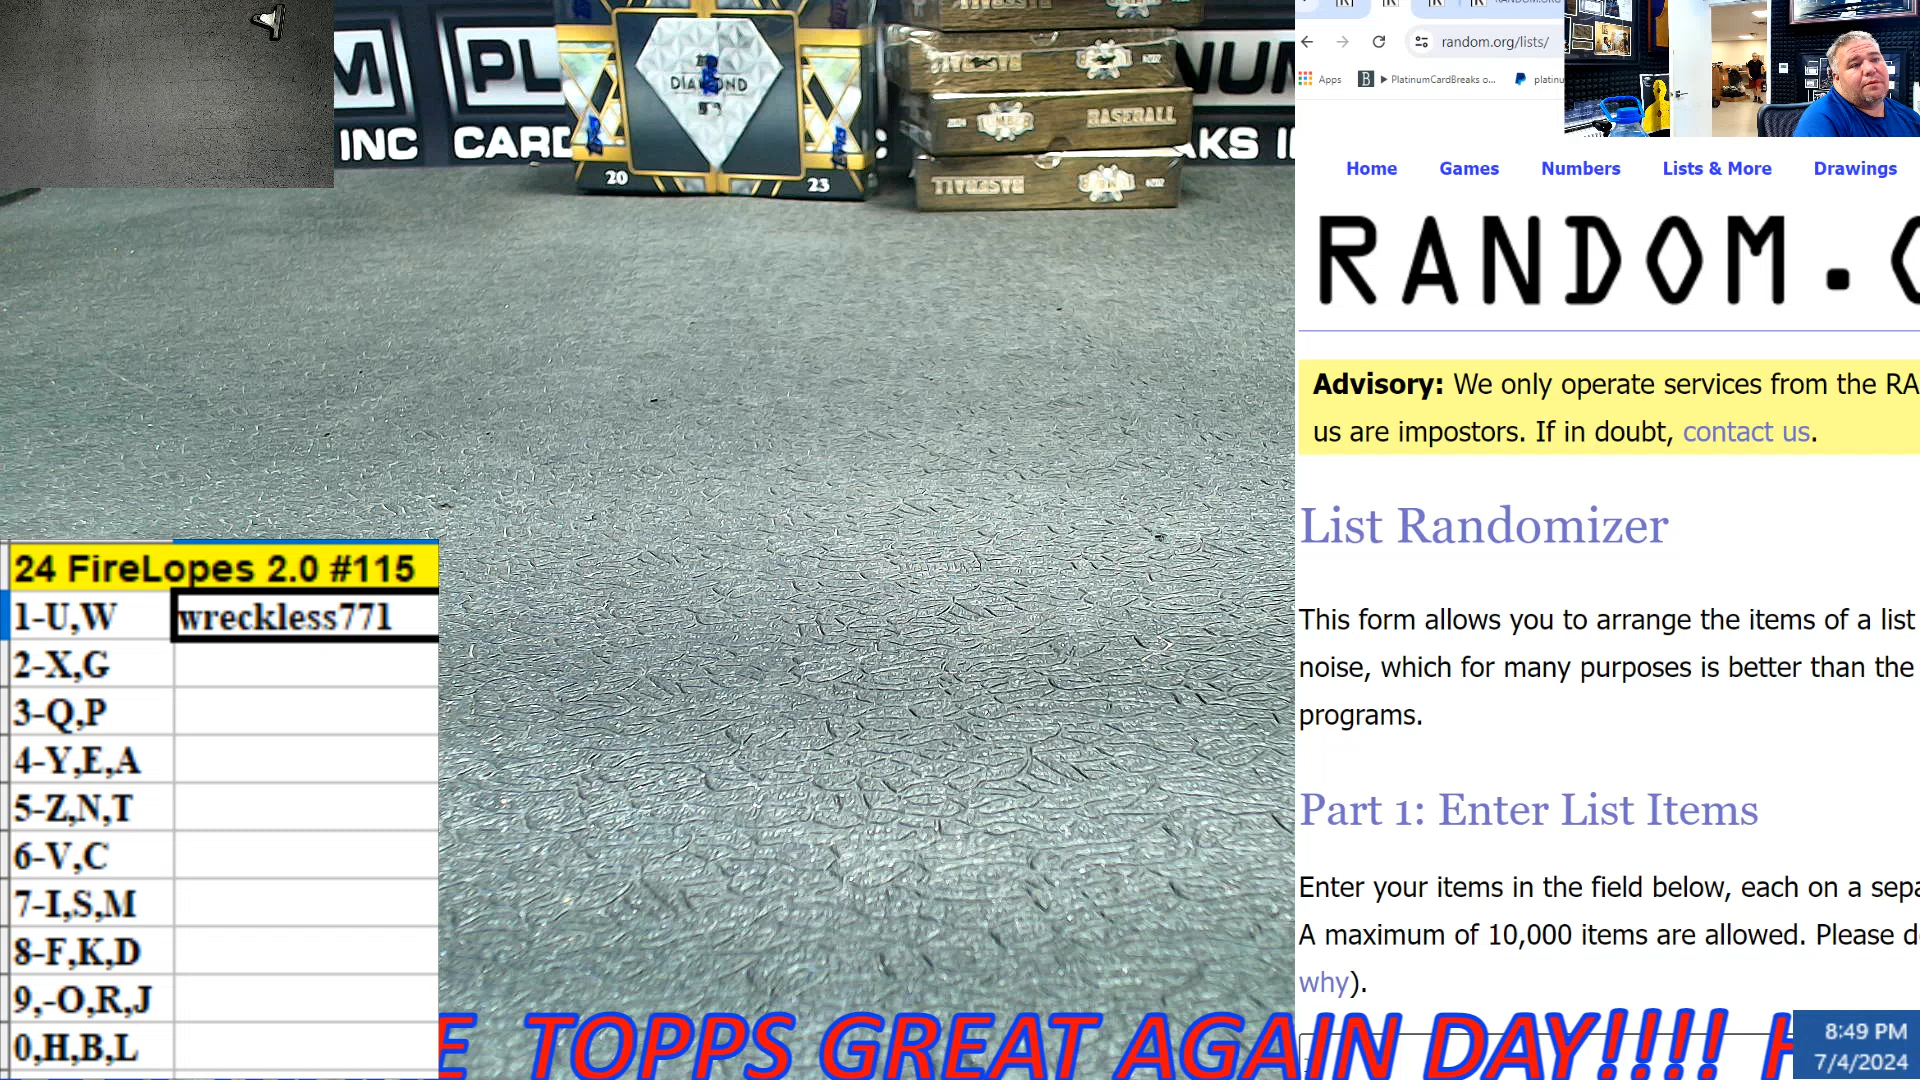 M
PL
NUM
INC
CARD
AKS I
DIAMOND
20
23
BASEBALL
random.org/lists/
Apps
PlatinumCardBreaks o...
platinu
Home
Games
Numbers
Lists & More
Drawings
RANDOM.O
Advisory: We only operate services from the RA
us are impostors. If in doubt, contact us.
List Randomizer
This form allows you to arrange the items of a list
noise, which for many purposes is better than the
programs.
Part 1: Enter List Items
Enter your items in the field below, each on a sepa
A maximum of 10,000 items are allowed. Please d
why).
24 FireLopes 2.0 #115
1-U,W wreckless771
2-X,G
3-Q,P
4-Y,E,A
5-Z,N,T
6-V,C
7-I,S,M
8-F,K,D
9,-O,R,J
0,H,B,L
E TOPPS GREAT AGAIN DAY!!!! H
8:49 PM
7/4/2024